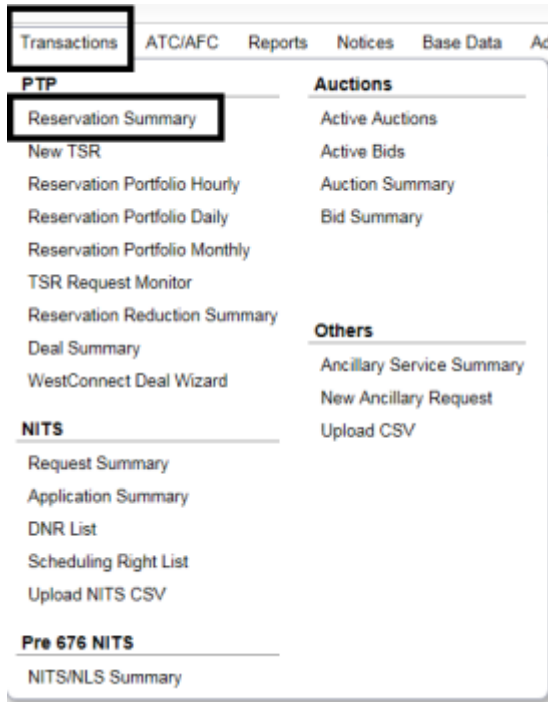 Transactions ATC/AFC Reports Notices Base Data
PTP
Reservation Summary
New TSR
Reservation Portfolio Hourly
Reservation Portfolio Daily
Reservation Portfolio Monthly
TSR Request Monitor
Reservation Reduction Summary
Deal Summary
WestConnect Deal Wizard
NITS
Request Summary
Application Summary
DNR List
Scheduling Right List
Upload NITS CSV
Pre 676 NITS
NITS/NLS Summary
Auctions
Active Auctions
Active Bids
Auction Summary
Bid Summary
Others
Ancillary Service Summary
New Ancillary Request
Upload CSV